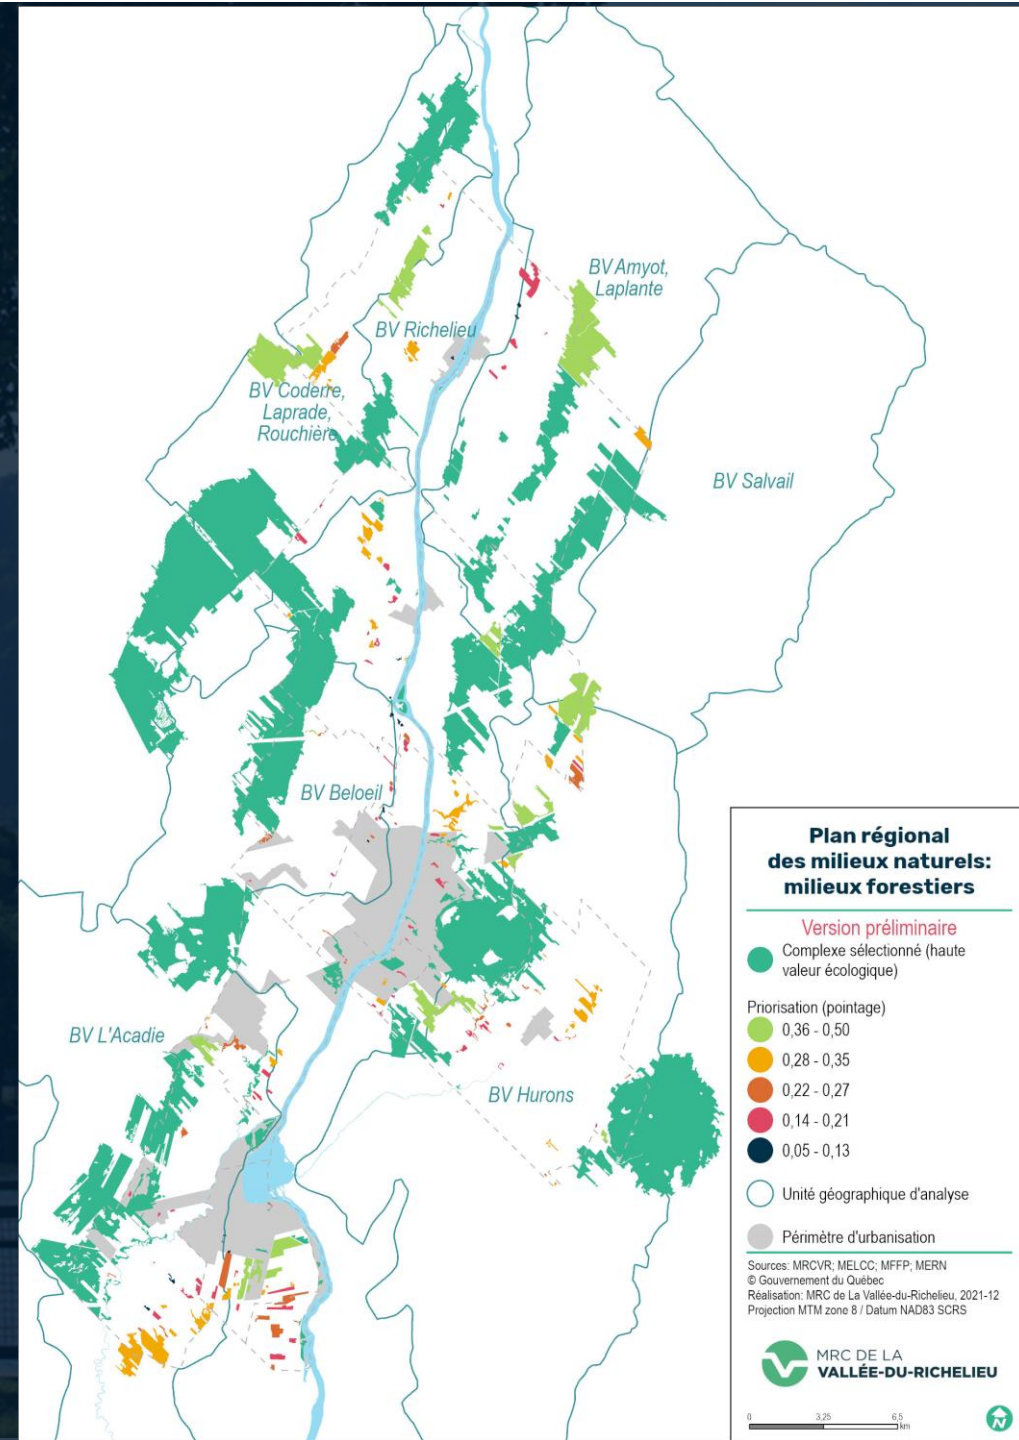 BV Amyot,
Laplante
BV Richelieu
BV Coderre,
Laprade,
Rouchière
BV Salvail
BV Beloeil
BV L'Acadie
BV Hurons
Plan régional
des milieux naturels:
milieux forestiers
Version préliminaire
Complexe sélectionné (haute
valeur écologique)
Priorisation (pointage)
0,36 - 0,50
0,28 - 0,35
0,22 - 0,27
0,14 - 0,21
0,05 - 0,13
Unité géographique d'analyse
Périmètre d'urbanisation
Sources: MRCVR; MELCC; MFFP; MERN
© Gouvernement du Québec
Réalisation: MRC de La Vallée-du-Richelieu, 2021-12
Projection MTM zone 8 / Datum NAD83 SCRS
MRC DE LA
VALLÉE-DU-RICHELIEU
0 3,25 6,5
km
N